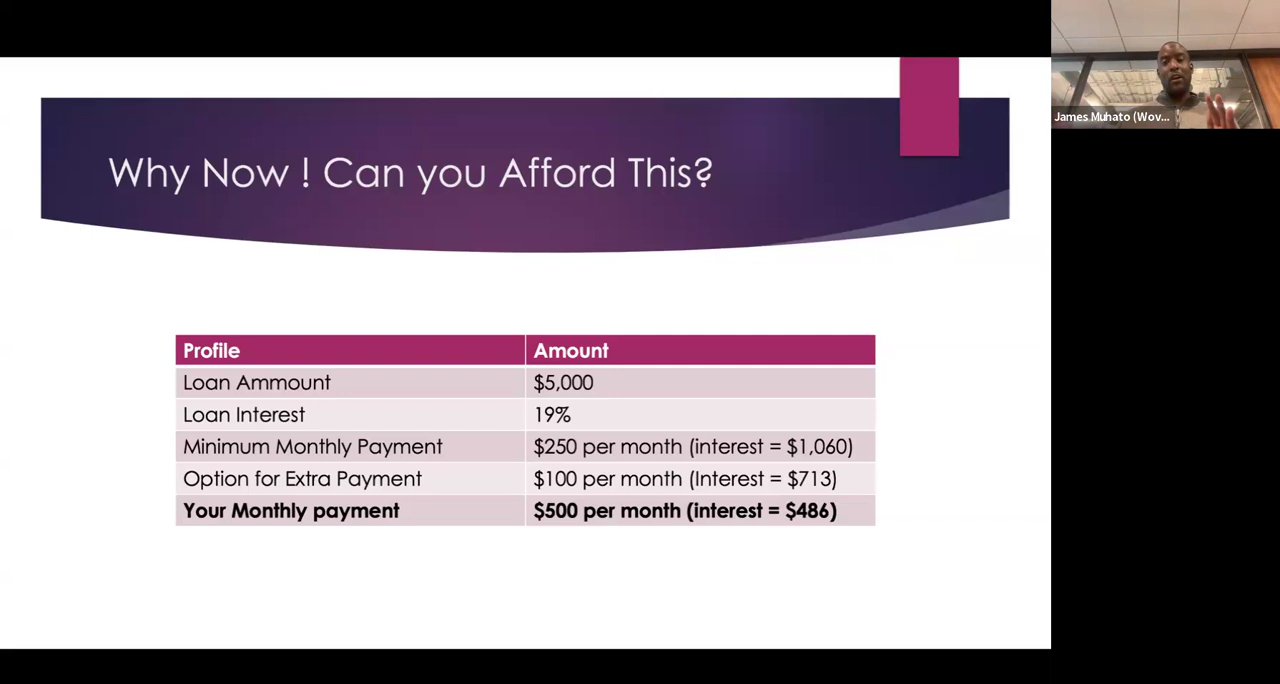 Why Now ! Can you Afford This?
James Muhato (Wov...
Profile Amount
Loan Ammount $5,000
Loan Interest 19%
Minimum Monthly Payment $250 per month (interest = $1,060)
Option for Extra Payment $100 per month (Interest = $713)
Your Monthly payment $500 per month (interest = $486)